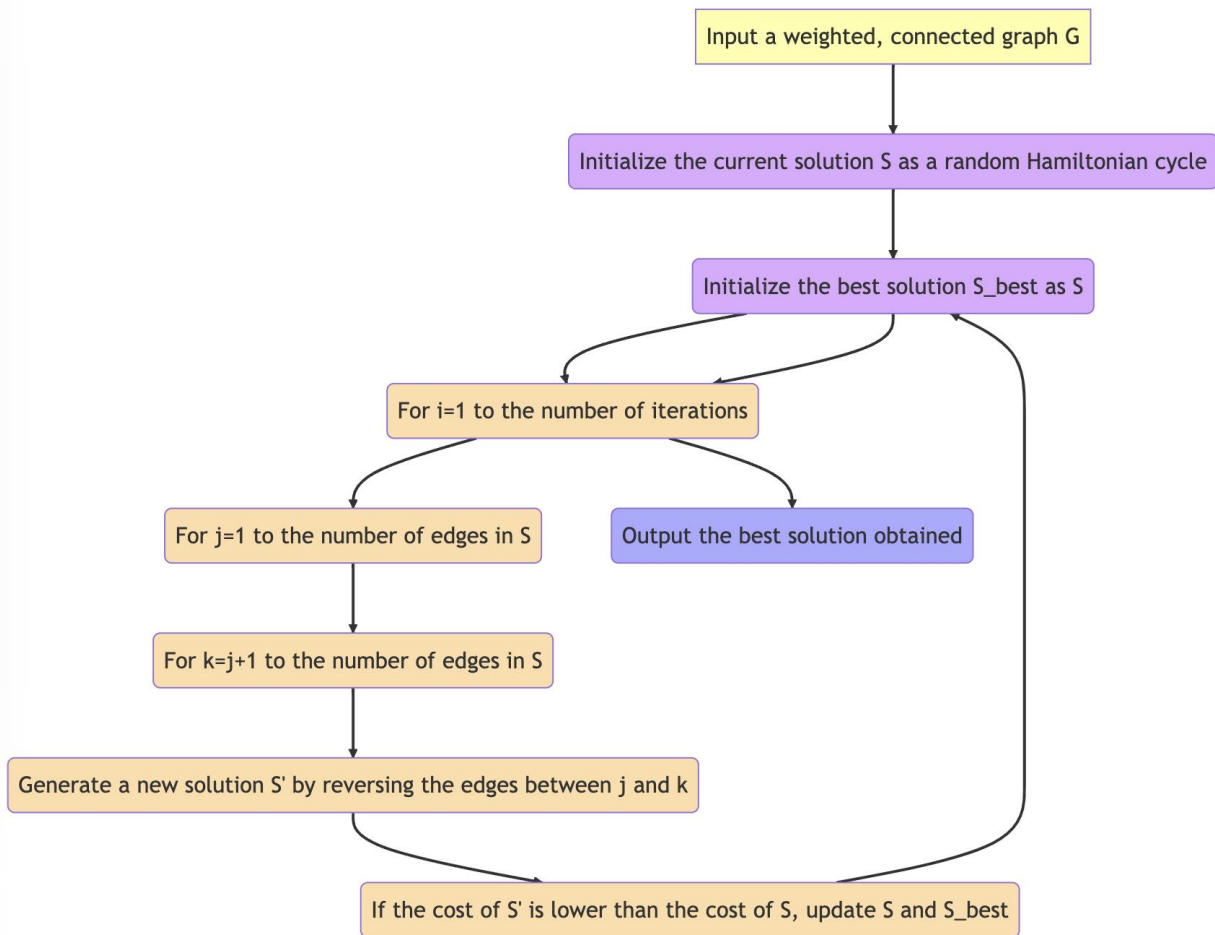 Input a weighted, connected graph G
Initialize the current solution S as a random Hamiltonian cycle
Initialize the best solution S_best as S
For i=1 to the number of iterations
For j=1 to the number of edges in S
Output the best solution obtained
For k=j+1 to the number of edges in S
Generate a new solution S' by reversing the edges between j and k
If the cost of S' is lower than the cost of S, update S and S_best